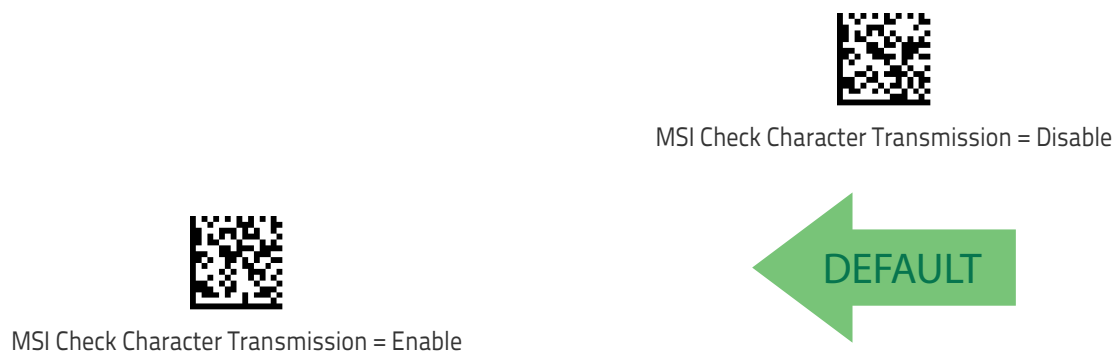 MSI Check Character Transmission = Disable
DEFAULT
MSI Check Character Transmission = Enable